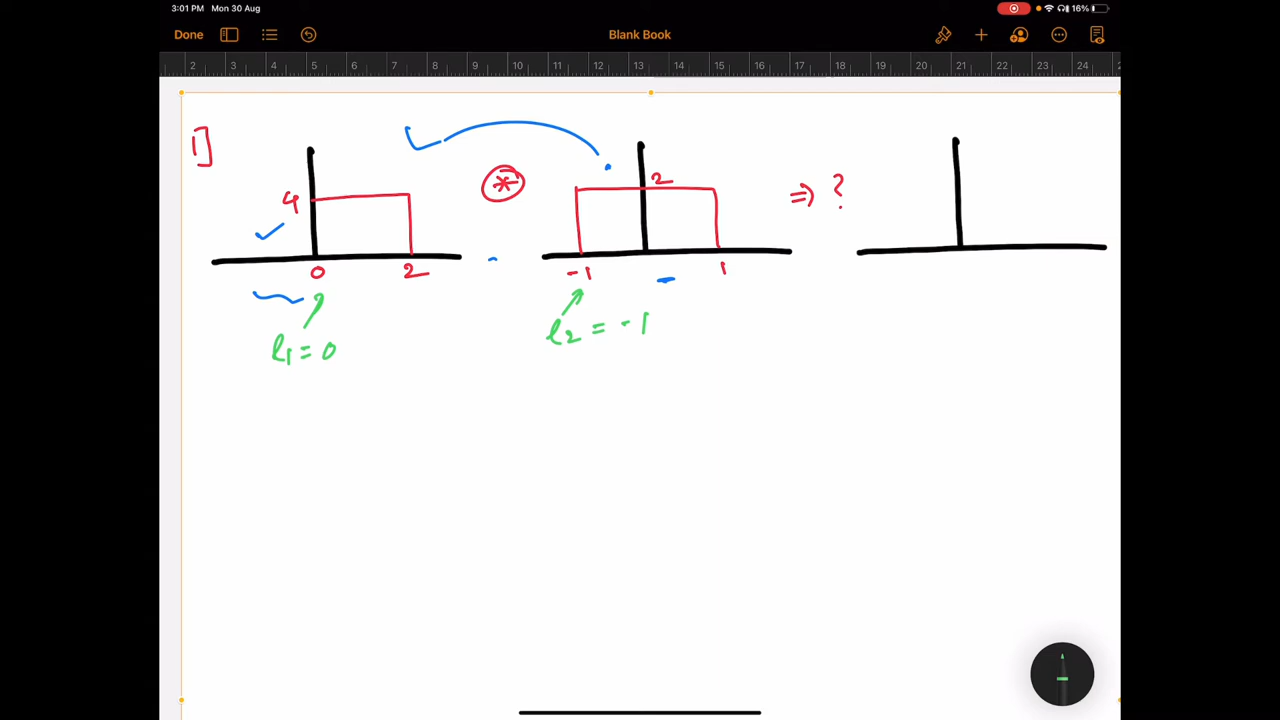 3:01 PM Mon 30 Aug 16%
Done Blank Book
2 3 4 5 6 7 8 9 10 11 12 13 14 15 16 17 18 19 20 21 22 23 24
1]
4 * 2 ⇒ ?
0 2 -1 1
l1 = 0 l2 = -1